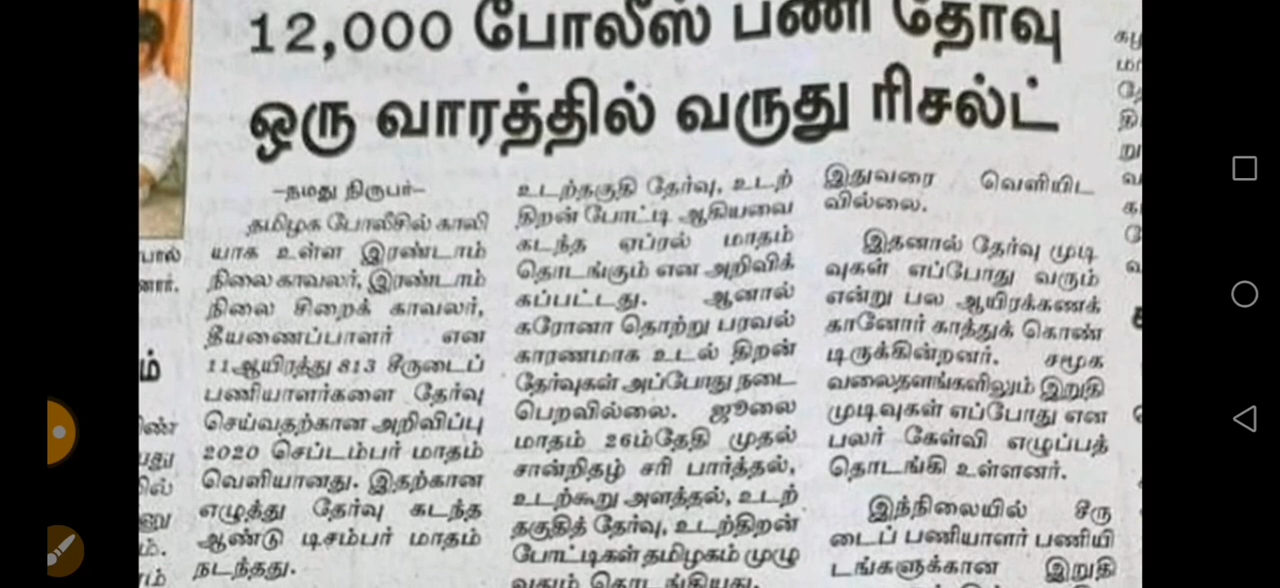 12,000 போலீஸ் பணி தேர்வு
ஒரு வாரத்தில் வருது ரிசல்ட்
–நமது நிருபர்–
தமிழக போலீசில் காலி
யாக உள்ள இரண்டாம்
நிலை காவலர், இரண்டாம்
நிலை சிறைக் காவலர்,
தீயணைப்பாளர் என
11ஆயிரத்து 813 சீருடைப்
பணியாளர்களை தேர்வு
செய்வதற்கான அறிவிப்பு
2020 செப்டம்பர் மாதம்
வெளியானது. இதற்கான
எழுத்து தேர்வு கடந்த
ஆண்டு டிசம்பர் மாதம்
நடந்தது.
உடற்தகுதி தேர்வு, உடற்
திறன் போட்டி ஆகியவை
கடந்த ஏப்ரல் மாதம்
தொடங்கும் என அறிவிக்
கப்பட்டது. ஆனால்
கரோனா தொற்று பரவல்
காரணமாக உடல் திறன்
தேர்வுகள் அப்போது நடை
பெறவில்லை. ஜூலை
மாதம் 26ம்தேதி முதல்
சான்றிதழ் சரி பார்த்தல்,
உடற்கூறு அளத்தல், உடற்
தகுதித் தேர்வு, உடற்திறன்
போட்டிகள் தமிழகம் முழு
வதும் தொடங்கியது.
இதுவரை வெளியிட
வில்லை.
இதனால் தேர்வு முடி
வுகள் எப்போது வரும்
என்று பல ஆயிரக்கணக்
கானோர் காத்துக் கொண்
டிருக்கின்றனர். சமூக
வலைதளங்களிலும் இறுதி
முடிவுகள் எப்போது என
பலர் கேள்வி எழுப்பத்
தொடங்கி உள்ளனர்.
இந்நிலையில் சீரு
டைப் பணியாளர் பணியி
டங்களுக்கான இறுதி